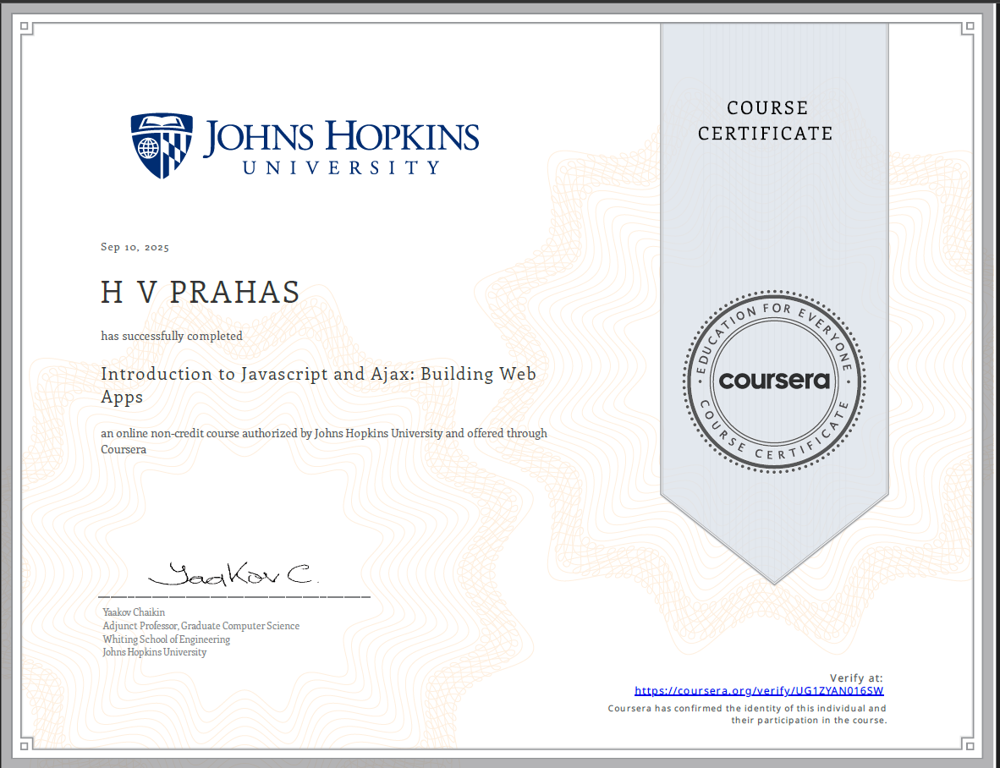 JOHNS HOPKINS
UNIVERSITY
COURSE
CERTIFICATE
Sep 10, 2025
H V PRAHAS
has successfully completed
Introduction to Javascript and Ajax: Building Web
Apps
an online non-credit course authorized by Johns Hopkins University and offered through
Coursera
EDUCATION FOR EVERYONE
coursera
COURSE CERTIFICATE
Yaakov C.
Yaakov Chaikin
Adjunct Professor, Graduate Computer Science
Whiting School of Engineering
Johns Hopkins University
Verify at:
https://coursera.org/verify/UG1ZYAN016SW
Coursera has confirmed the identity of this individual and
their participation in the course.